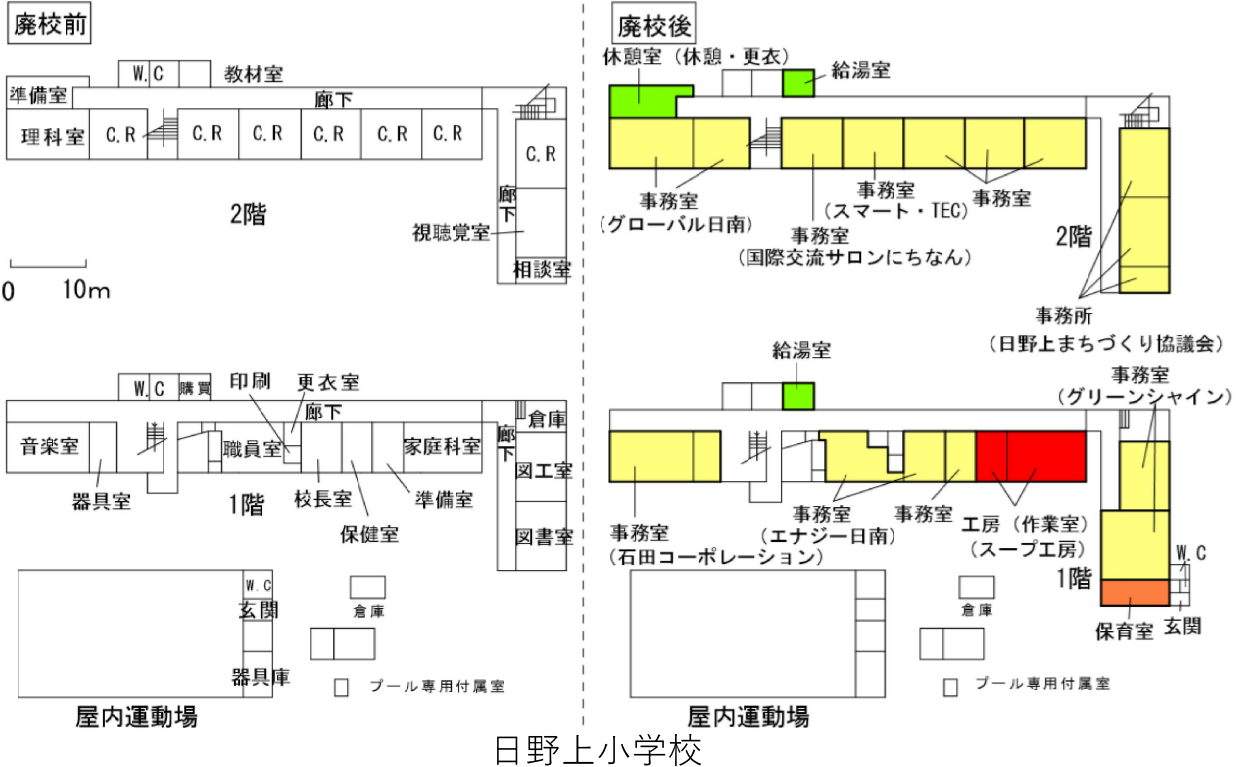 廃校前
W.C
教材室
準備室
廊下
理科室
C.R
C.R
C.R
C.R
C.R
C.R
C.R
廊下
2階
視聴覚室
相談室
0
10m
W.C
購買
印刷
更衣室
廊下
音楽室
職員室
家庭科室
廊下
倉庫
図工室
器具室
1階
校長室
準備室
保健室
図書室
W.C
玄関
倉庫
器具庫
プール専用付属室
屋内運動場
廃校後
休憩室(休憩・更衣)
給湯室
事務室
(グローバル日南)
事務室
(スマート・TEC)
事務室
事務室
(国際交流サロンにちなん)
2階
事務所
(日野上まちづくり協議会)
給湯室
事務室
(グリーンシャイン)
事務室
(石田コーポレーション)
事務室
(エナジー日南)
事務室
工房(作業室)
(スープ工房)
1階
W.C
保育室
玄関
倉庫
プール専用付属室
屋内運動場
日野上小学校